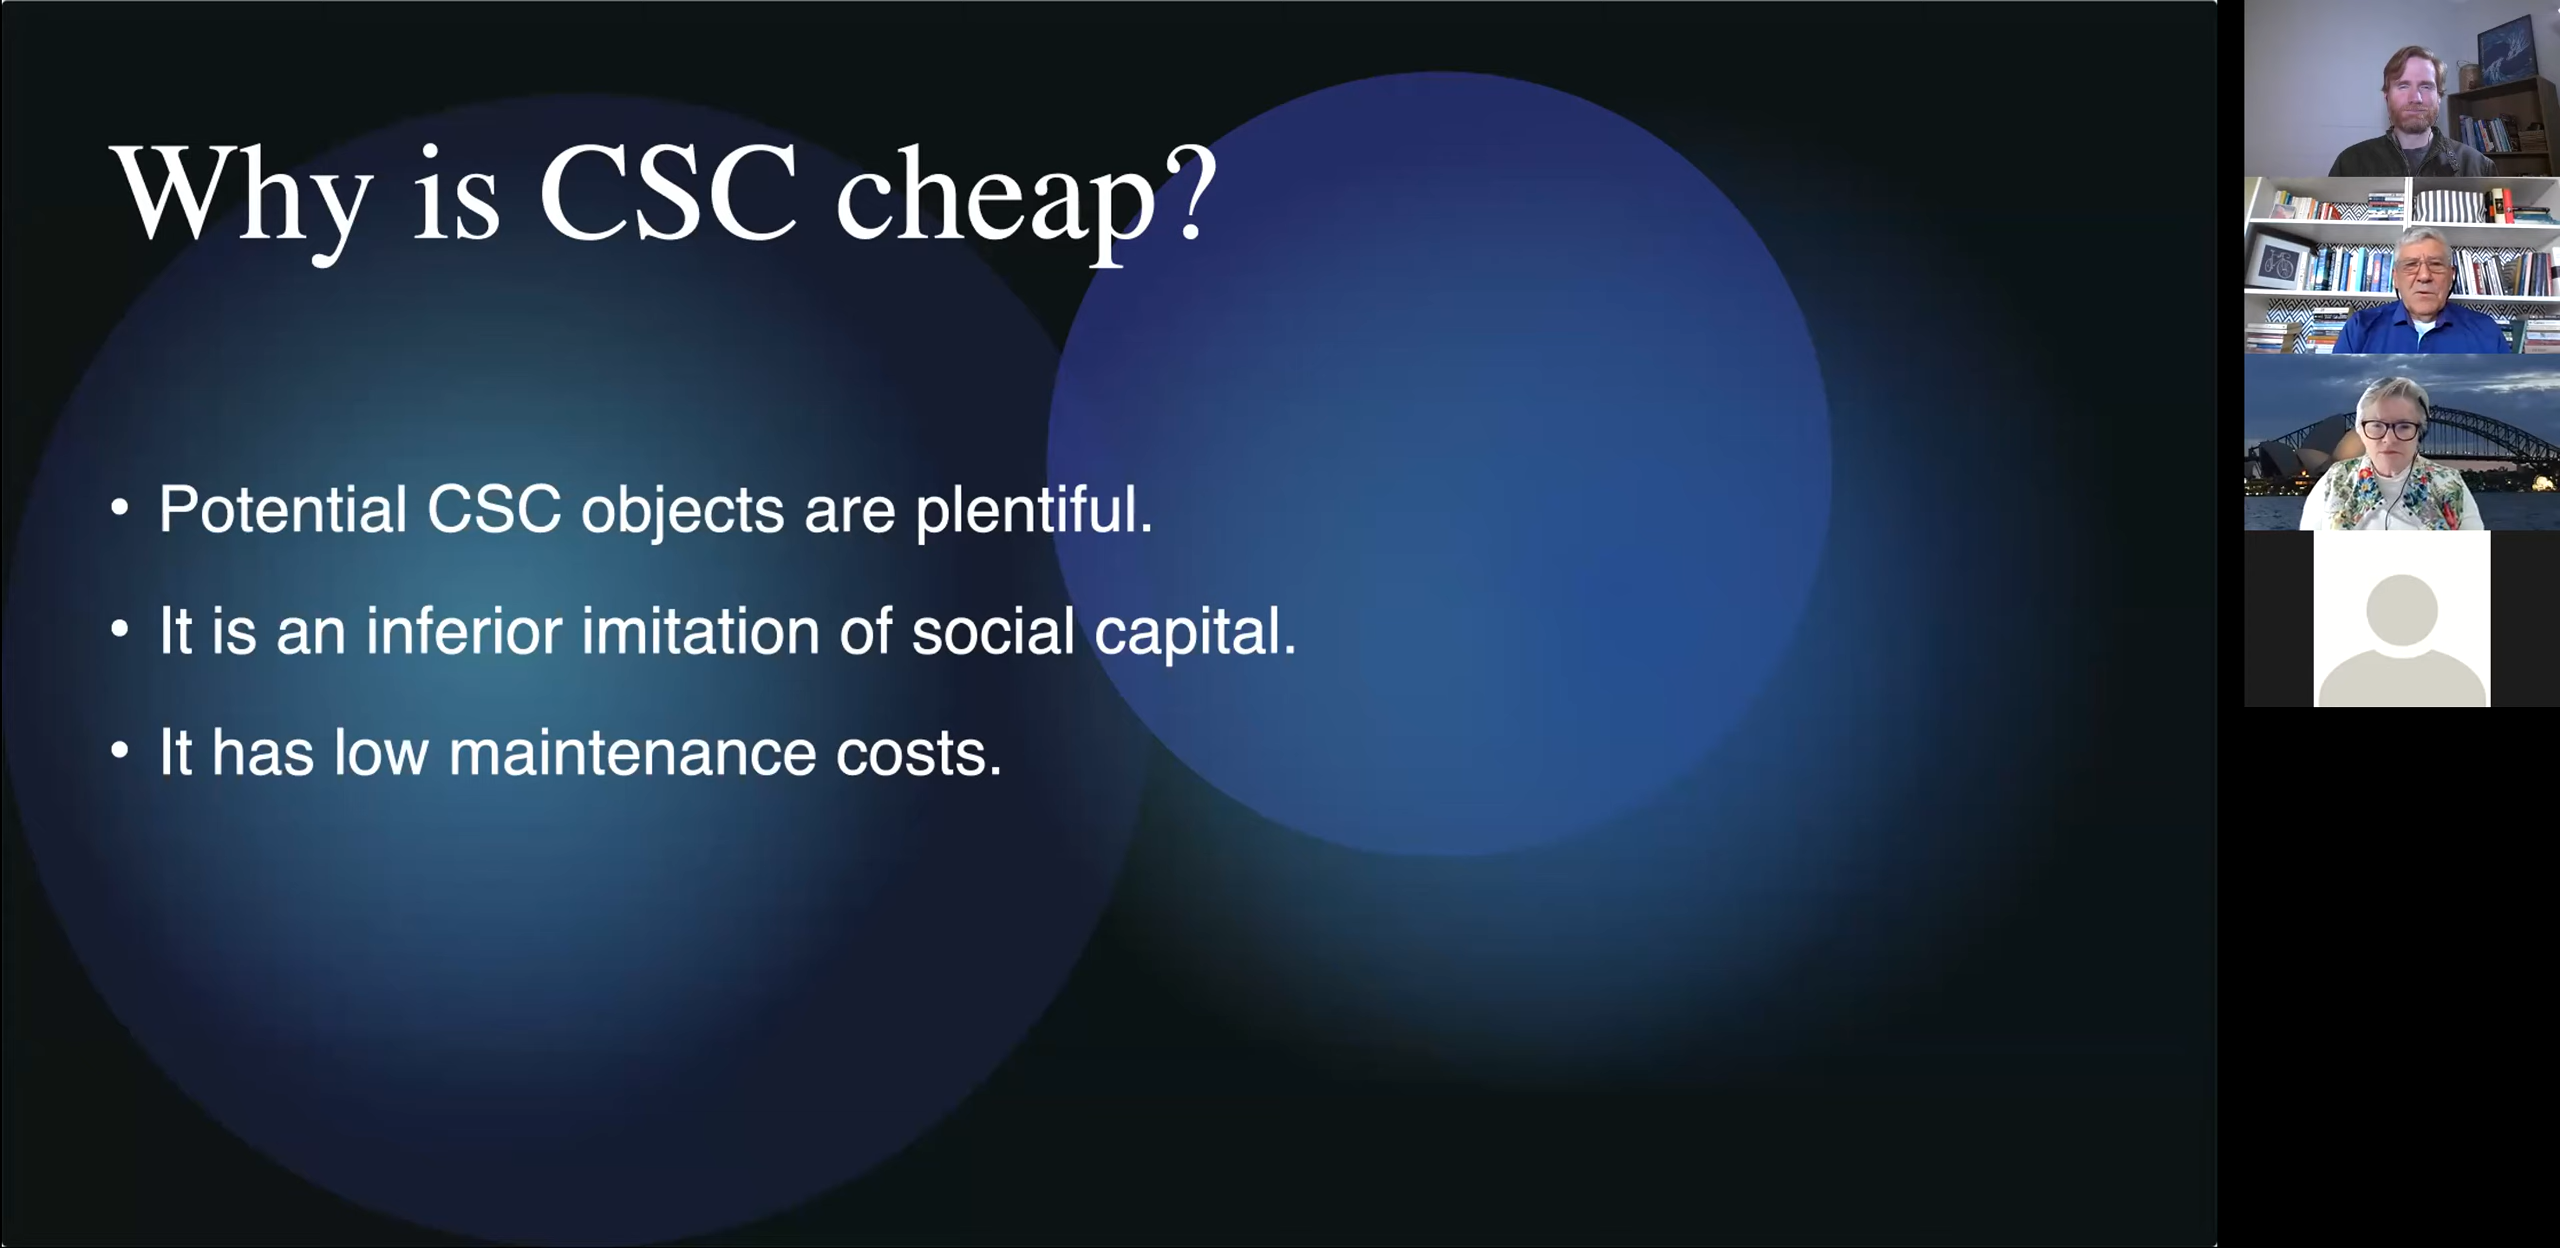 Why is CSC cheap?
• Potential CSC objects are plentiful.
• It is an inferior imitation of social capital.
• It has low maintenance costs.